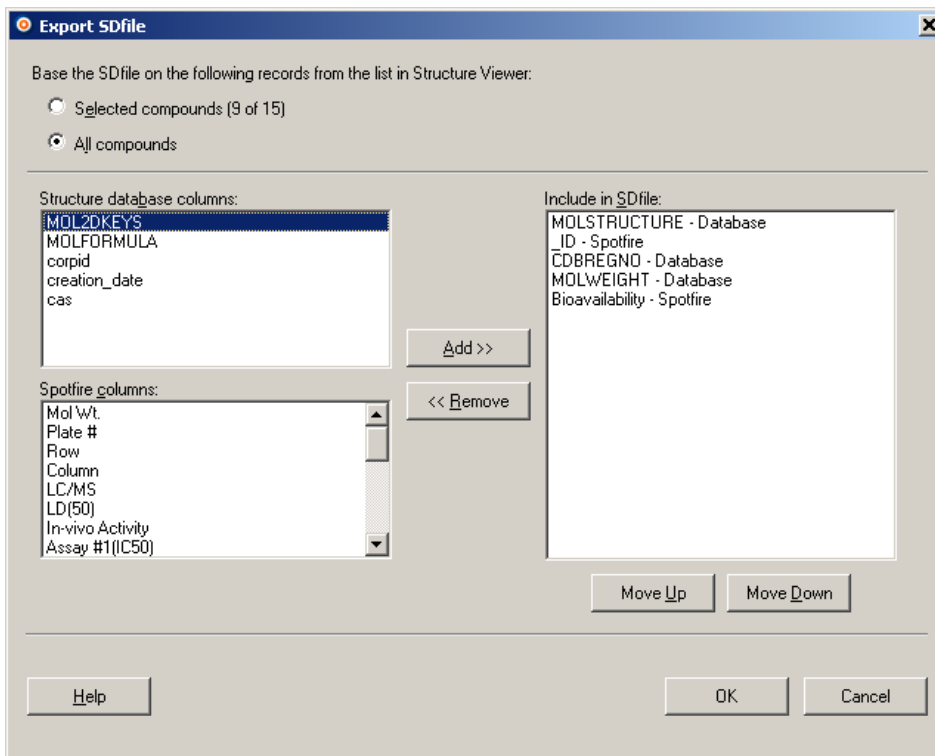 Export SDfile
Base the SDfile on the following records from the list in Structure Viewer:
Selected compounds (9 of 15)
All compounds
Structure database columns:
MOL2DKEYS
MOLFORMULA
corpid
creation_date
cas
Spotfire columns:
Mol Wt.
Plate #
Row
Column
LC/MS
LD(50)
In-vivo Activity
Assay #1(IC50)
Add >>
<< Remove
Include in SDfile:
MOLSTRUCTURE - Database
_ID - Spotfire
CDBREGNO - Database
MOLWEIGHT - Database
Bioavailability - Spotfire
Move Up
Move Down
Help
OK
Cancel